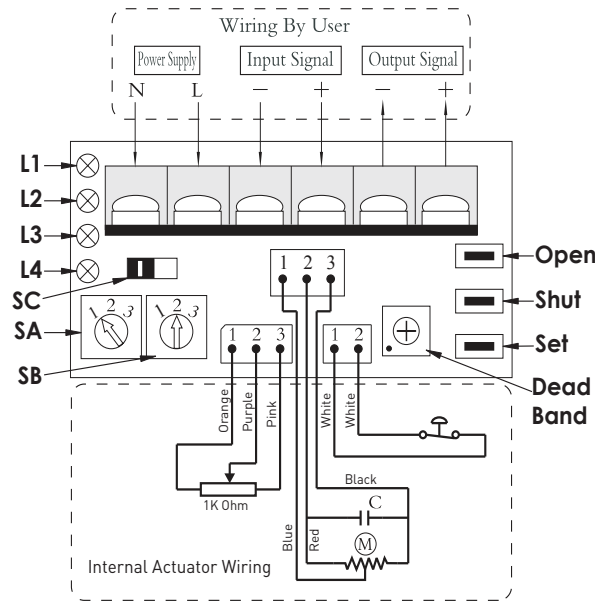 Wiring By User
Power Supply
Input Signal
Output Signal
N L − + − +
L1
L2
L3
L4
SC
SA
SB
1 2 3
1 2 3
1 2 3
1 2 3
1 2
Open
Shut
Set
Dead
Band
Orange
Purple
Pink
White
White
1K Ohm
Blue
Red
Black
C
M
Internal Actuator Wiring